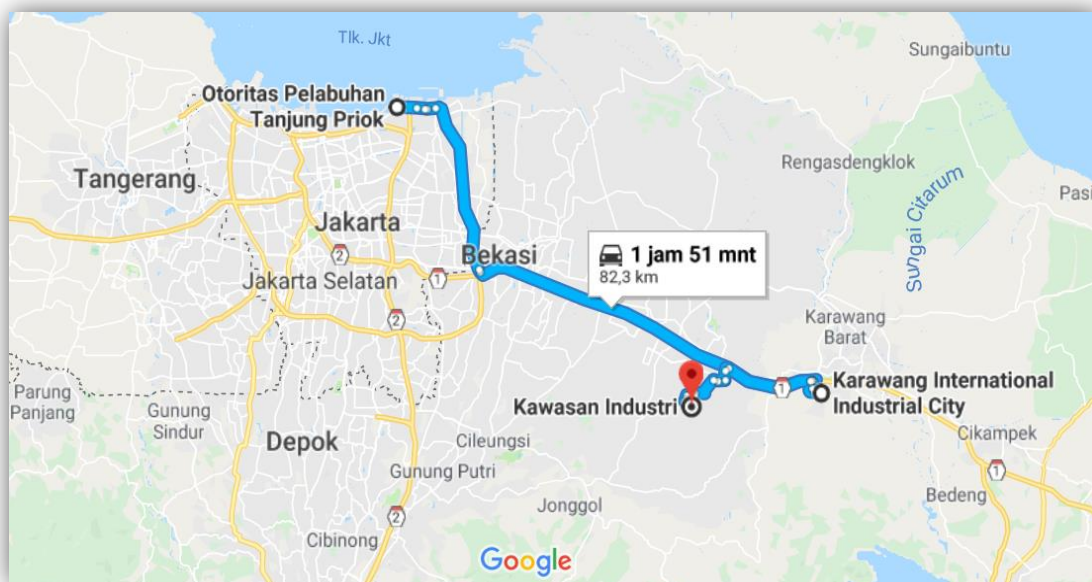 Tlk. Jkt
Sungaibuntu
Otoritas Pelabuhan
Tanjung Priok
Rengasdengklok
Tangerang
Pasi
Sungai Citarum
Jakarta
2
Bekasi
1 jam 51 mnt
82,3 km
1
Jakarta Selatan
2
Karawang
Barat
Parung
Panjang
Gunung
Sindur
Kawasan Industri
1
Karawang International
Industrial City
Depok
Cileungsi
Cikampek
Gunung Putri
1
Bedeng
Jonggol
2
Cibinong
Google